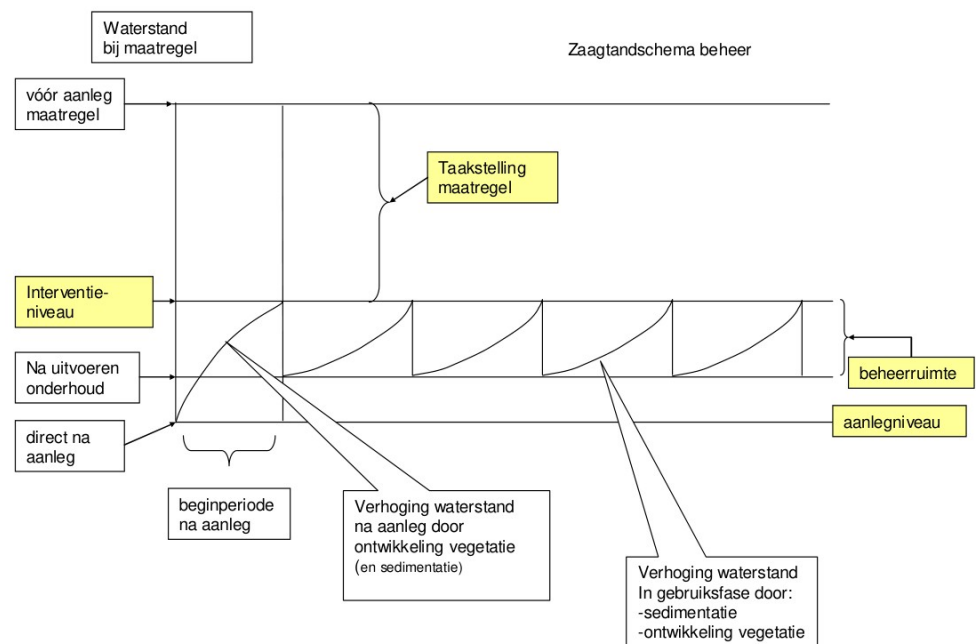 Waterstand
bij maatregel
Zaagtandschema beheer
vóór aanleg
maatregel
Taakstelling
maatregel
Interventie-
niveau
Na uitvoeren
onderhoud
beheerruimte
aanlegniveau
direct na
aanleg
beginperiode
na aanleg
Verhoging waterstand
na aanleg door
ontwikkeling vegetatie
(en sedimentatie)
Verhoging waterstand
In gebruiksfase door:
-sedimentatie
-ontwikkeling vegetatie